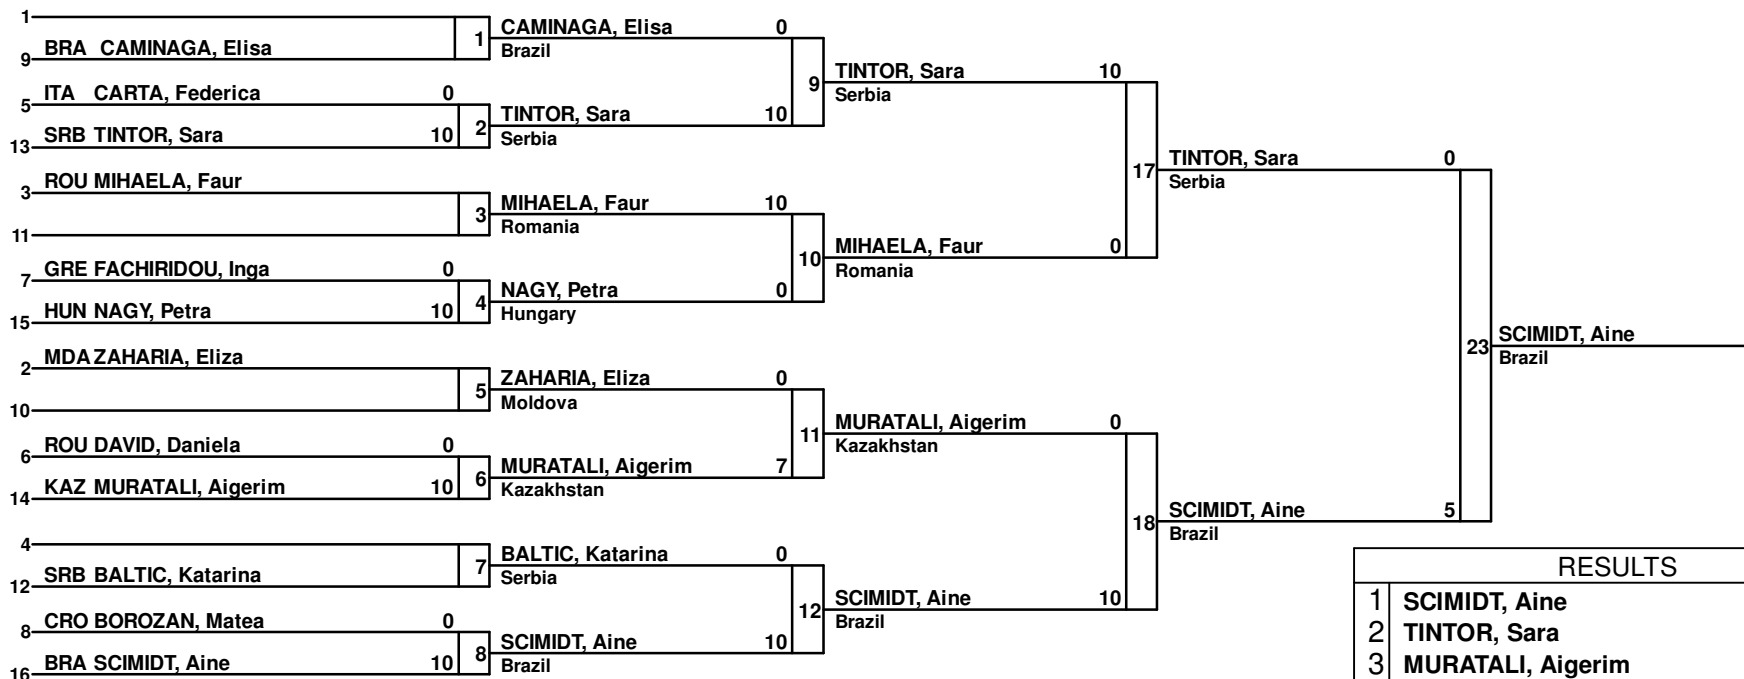 1
BRA CAMINAGA, Elisa
9
1
ITA CARTA, Federica 0
5
SRB TINTOR, Sara 10
13
2
ROU MIHAELA, Faur
3
11
3
GRE FACHIRIDOU, Inga 0
7
HUN NAGY, Petra 10
15
4
MDA ZAHARIA, Eliza
2
10
5
ROU DAVID, Daniela 0
6
KAZ MURATALI, Aigerim 10
14
6
4
SRB BALTIC, Katarina
12
7
CRO BOROZAN, Matea 0
8
BRA SCIMIDT, Aine 10
16
8
CAMINAGA, Elisa 0
Brazil
9
TINTOR, Sara 10
Serbia
MIHAELA, Faur 10
Romania
10
NAGY, Petra 0
Hungary
ZAHARIA, Eliza 0
Moldova
11
MURATALI, Aigerim 7
Kazakhstan
BALTIC, Katarina 0
Serbia
12
SCIMIDT, Aine 10
Brazil
TINTOR, Sara 10
Serbia
17
MIHAELA, Faur 0
Romania
MURATALI, Aigerim 0
Kazakhstan
18
SCIMIDT, Aine 10
Brazil
TINTOR, Sara 0
Serbia
23
SCIMIDT, Aine 5
Brazil
SCIMIDT, Aine
Brazil
RESULTS
1 SCIMIDT, Aine
2 TINTOR, Sara
3 MURATALI, Aigerim